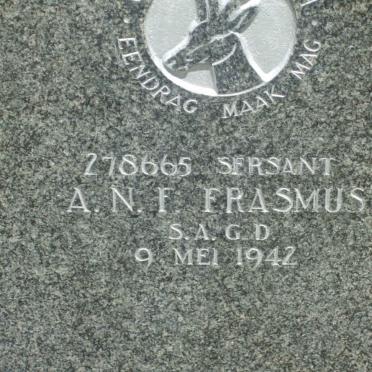 EENDRAG MAAK MAG
278665 SERSANT
A. N. F. ERASMUS
S. A. G. D
9 MEI 1942